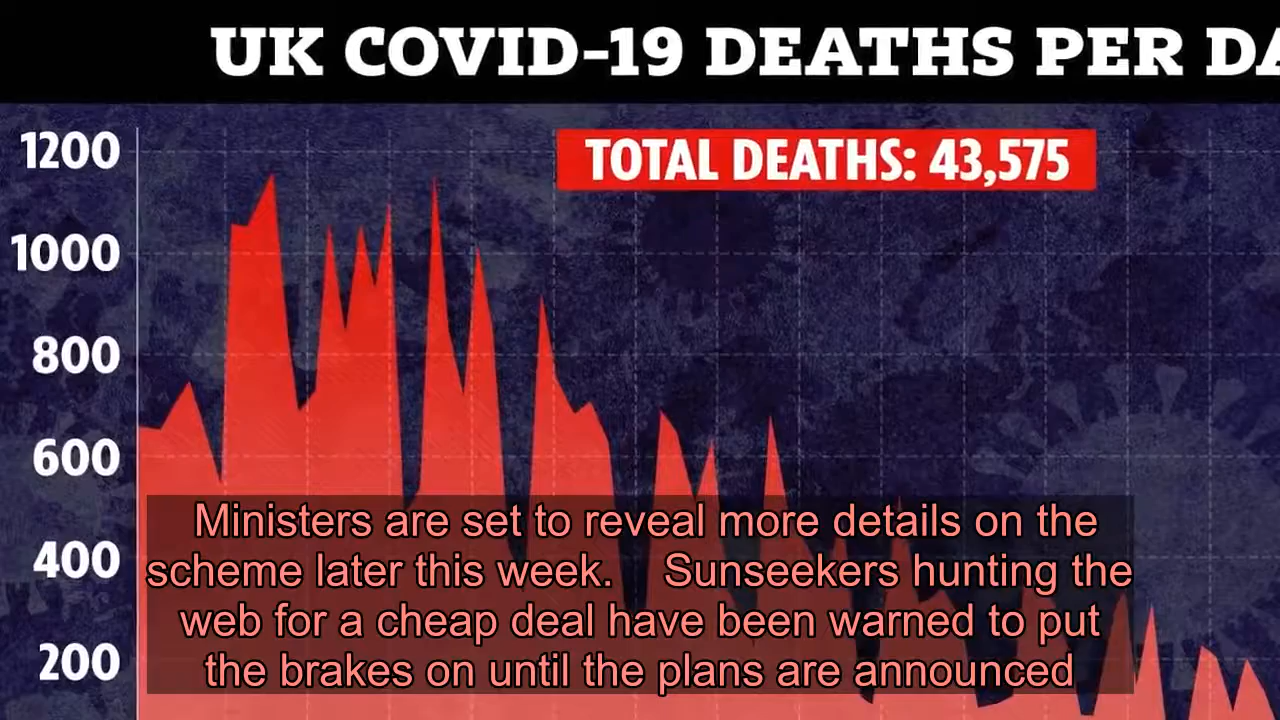 UK COVID-19 DEATHS PER DA
1200
TOTAL DEATHS: 43,575
1000
800
600
400
200
Ministers are set to reveal more details on the
scheme later this week. Sunseekers hunting the
web for a cheap deal have been warned to put
the brakes on until the plans are announced